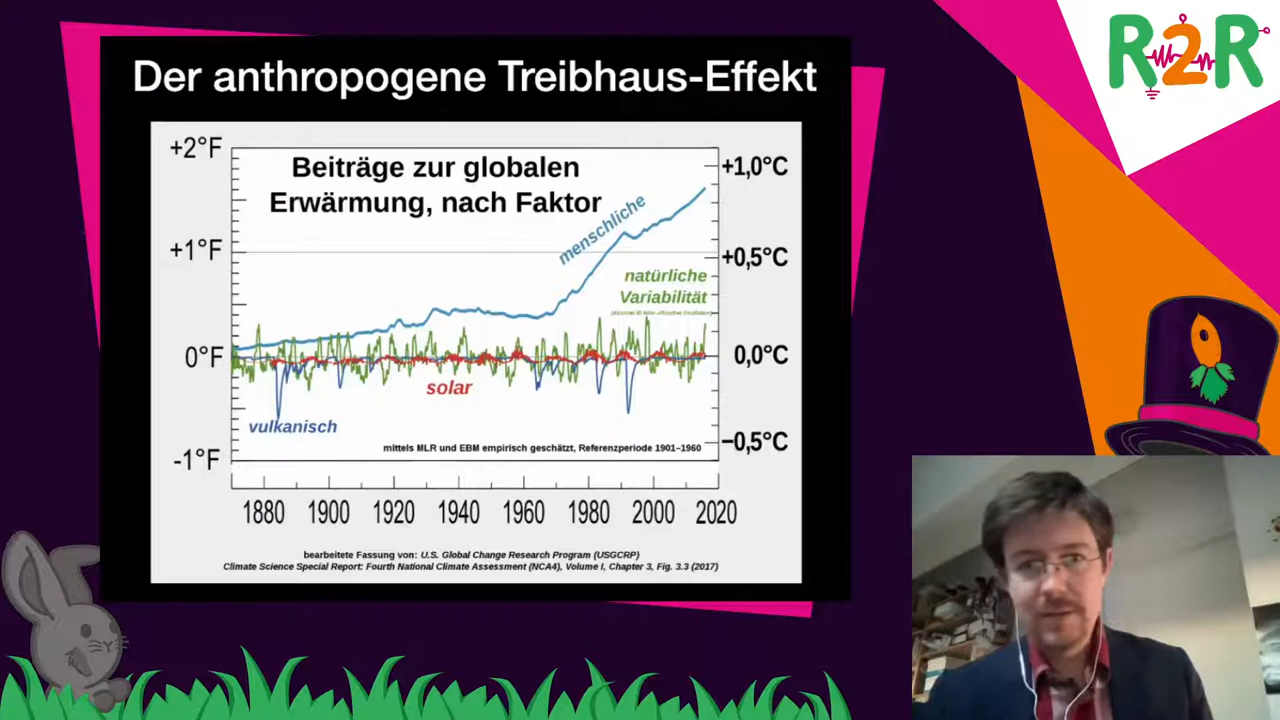 R2R
Der anthropogene Treibhaus-Effekt
Beiträge zur globalen
Erwärmung, nach Faktor
+2°F
+1°F
0°F
-1°F
+1,0°C
+0,5°C
0,0°C
−0,5°C
menschliche
natürliche
Variabilität
solar
vulkanisch
mittels MLR und EBM empirisch geschätzt, Referenzperiode 1901–1960
1880 1900 1920 1940 1960 1980 2000 2020
bearbeitete Fassung von: U.S. Global Change Research Program (USGCRP)
Climate Science Special Report: Fourth National Climate Assessment (NCA4), Volume I, Chapter 3, Fig. 3.3 (2017)